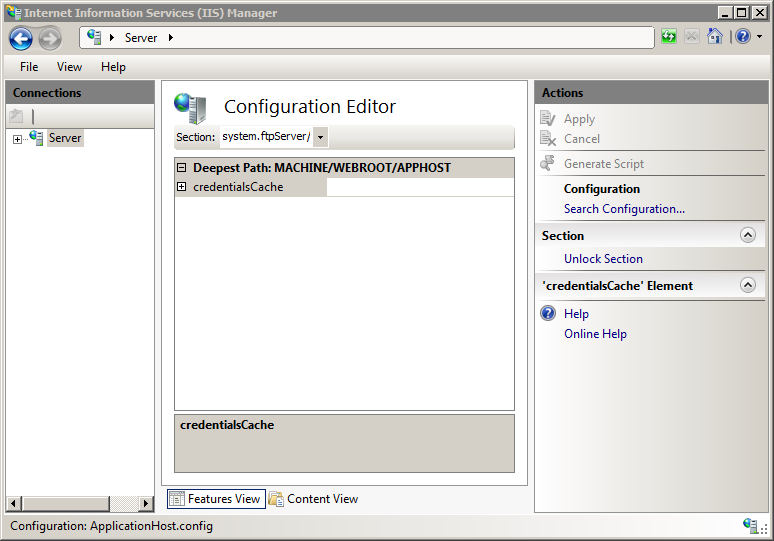 Internet Information Services (IIS) Manager
Server
File View Help
Connections
Server
Configuration Editor
Section: system.ftpServer/
Deepest Path: MACHINE/WEBROOT/APPHOST
credentialsCache
credentialsCache
Features View Content View
Actions
Apply
Cancel
Generate Script
Configuration
Search Configuration...
Section
Unlock Section
'credentialsCache' Element
Help
Online Help
Configuration: ApplicationHost.config